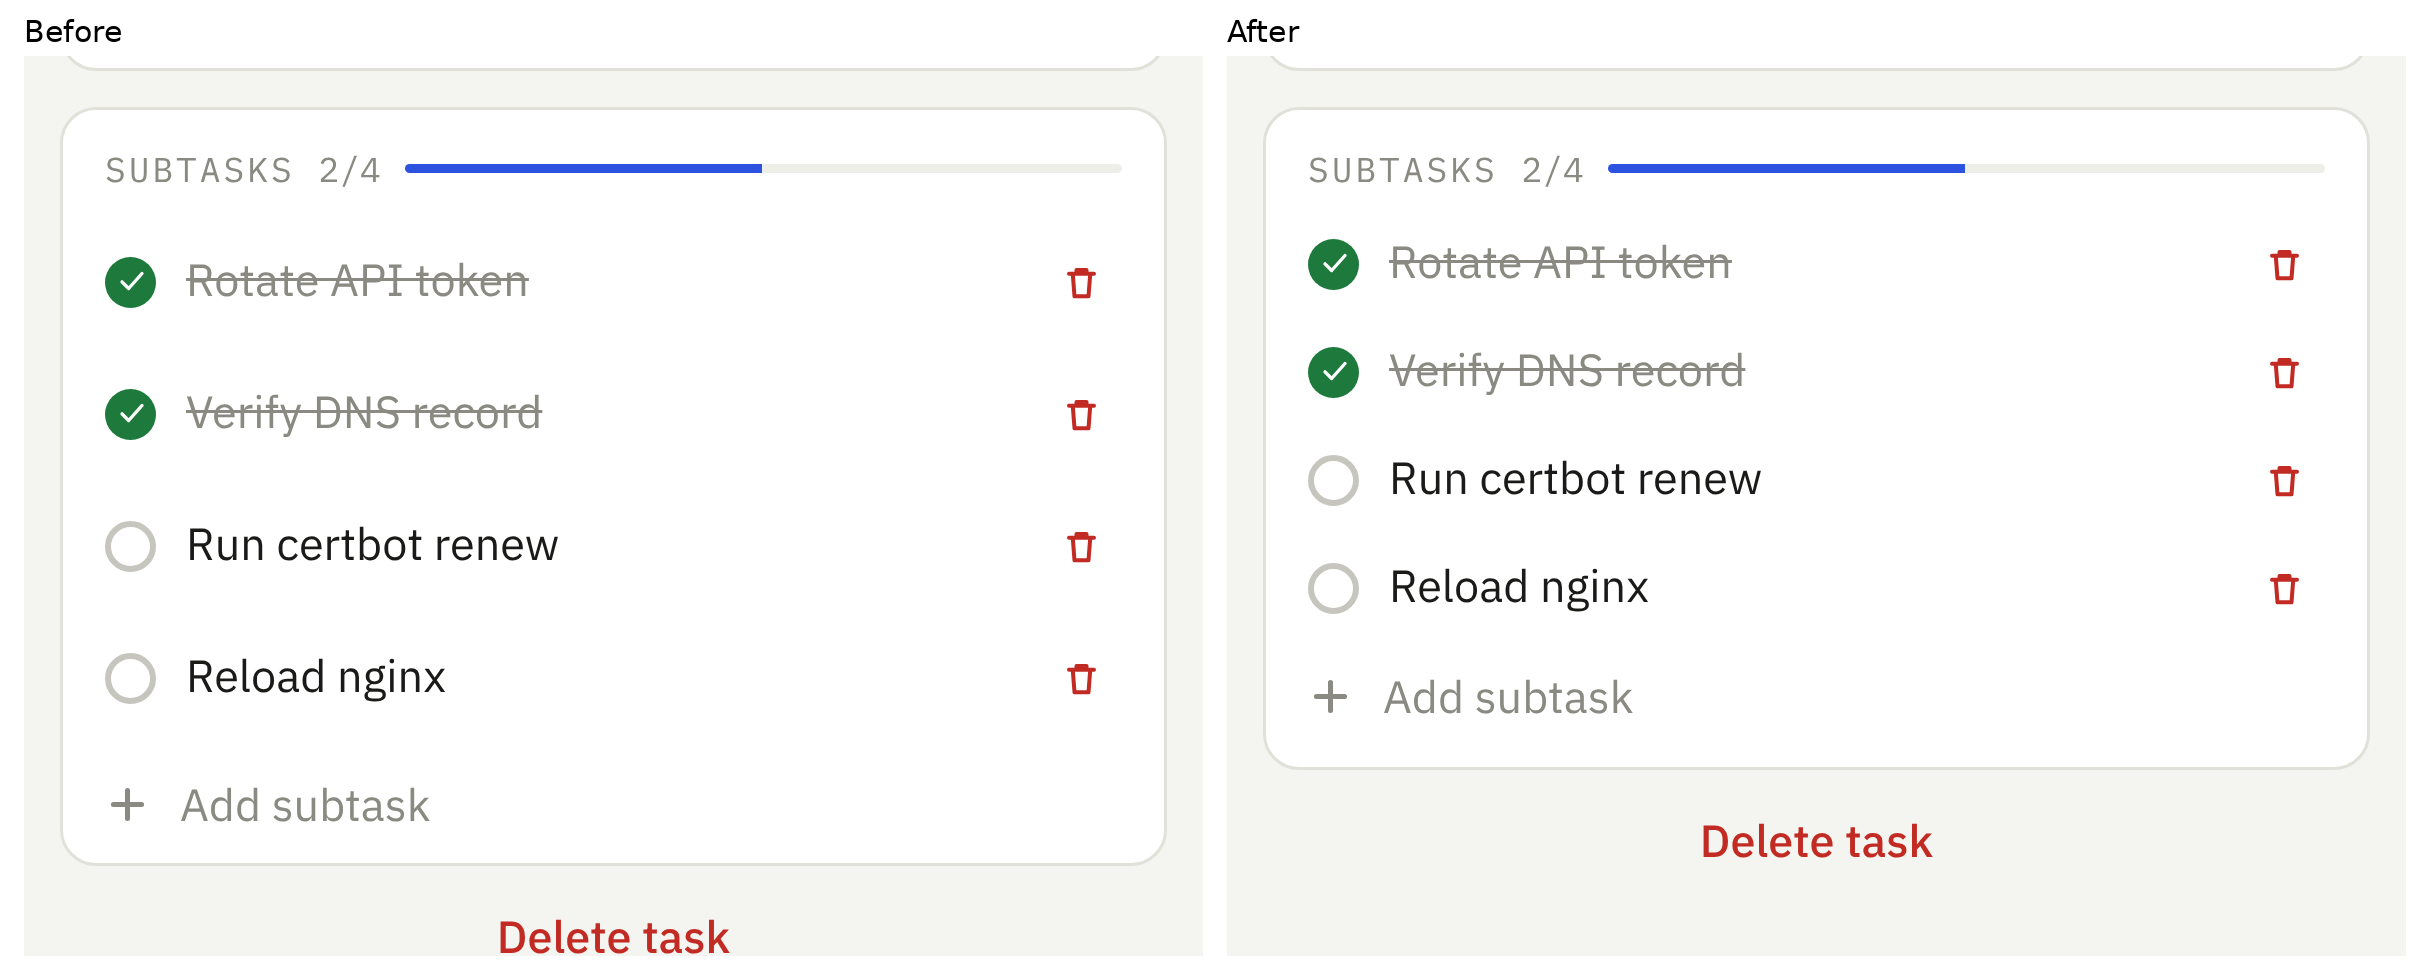 Before
SUBTASKS 2/4
Rotate API token
Verify DNS record
Run certbot renew
Reload nginx
Add subtask
Delete task
After
SUBTASKS 2/4
Rotate API token
Verify DNS record
Run certbot renew
Reload nginx
Add subtask
Delete task